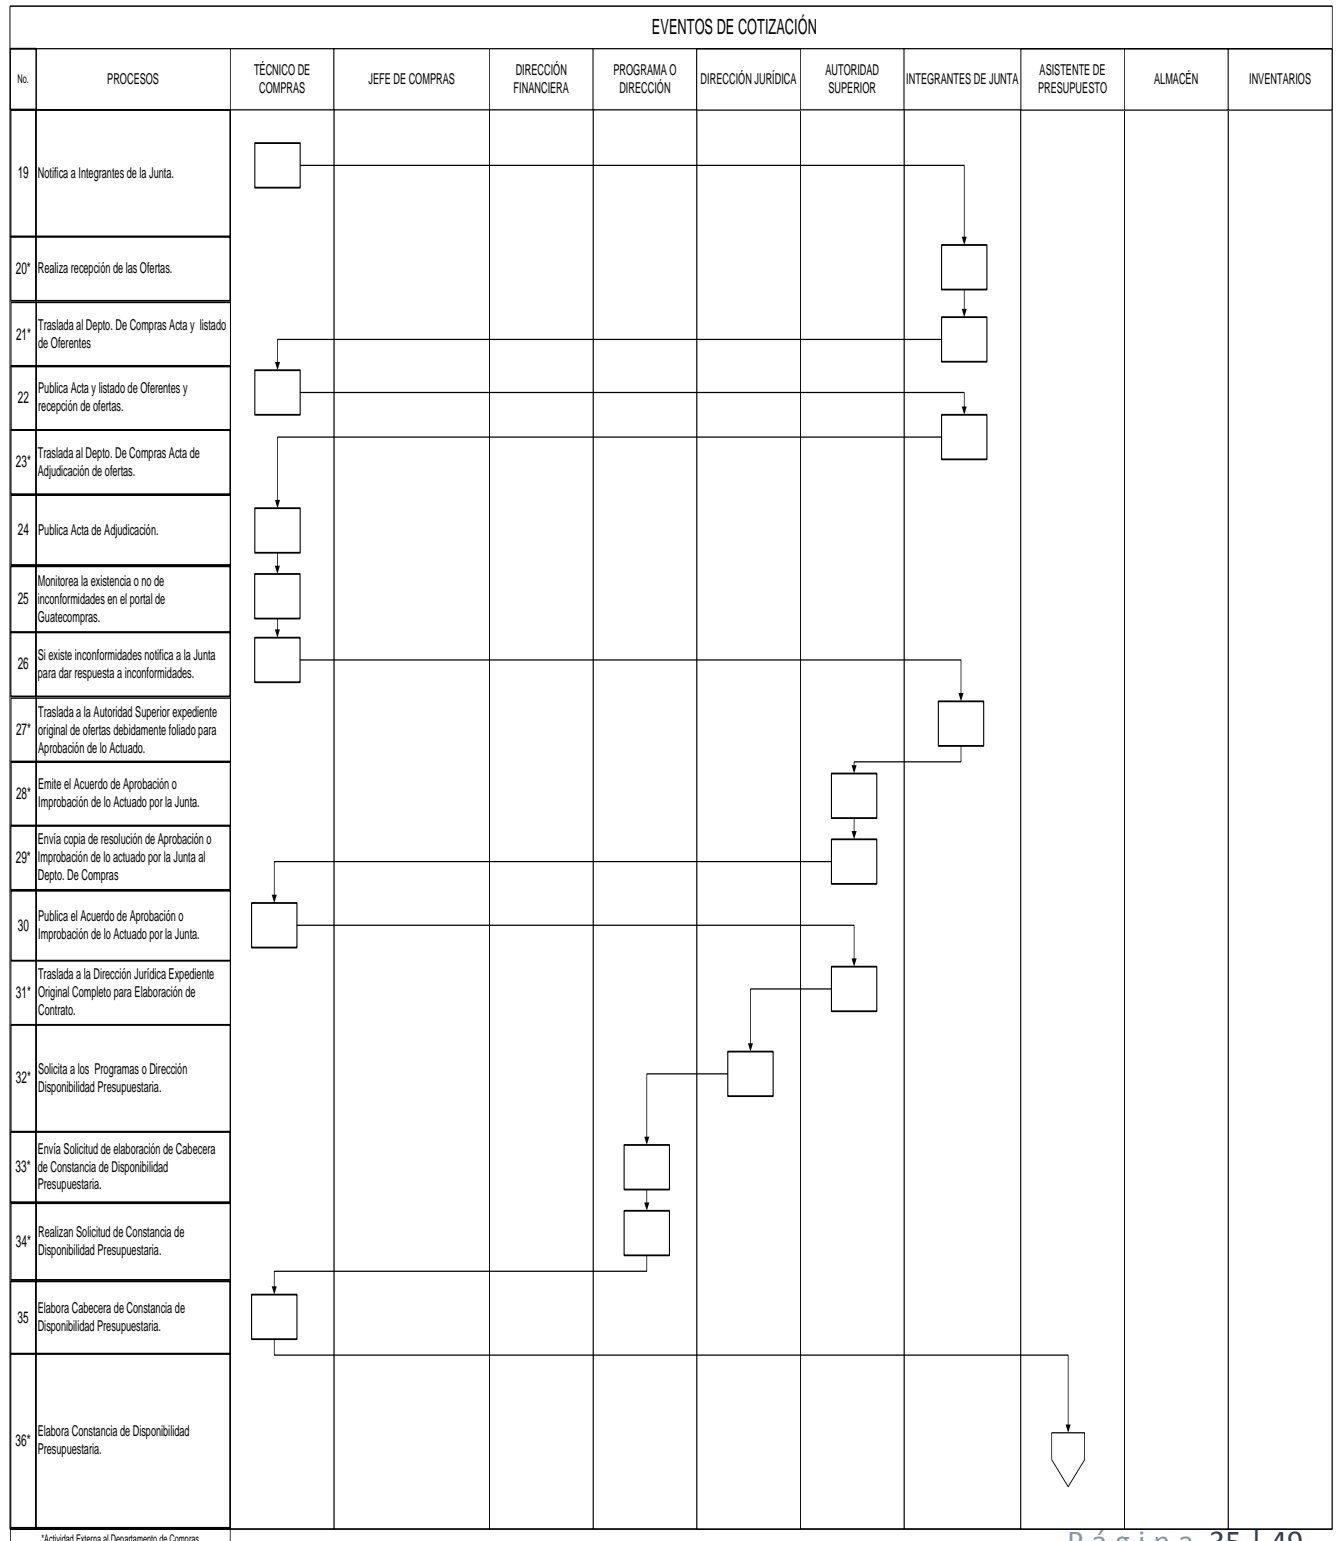 EVENTOS DE COTIZACIÓN
No.
PROCESOS
TÉCNICO DE
COMPRAS
JEFE DE COMPRAS
DIRECCIÓN
FINANCIERA
PROGRAMA O
DIRECCIÓN
DIRECCIÓN JURÍDICA
AUTORIDAD
SUPERIOR
INTEGRANTES DE JUNTA
ASISTENTE DE
PRESUPUESTO
ALMACÉN
INVENTARIOS
19 Notifica a Integrantes de la Junta.
20* Realiza recepción de las Ofertas.
21* Traslada al Depto. De Compras Acta y listado
de Oferentes
22 Publica Acta y listado de Oferentes y
recepción de ofertas.
23* Traslada al Depto. De Compras Acta de
Adjudicación de ofertas.
24 Publica Acta de Adjudicación.
25 Monitorea la existencia o no de
inconformidades en el portal de
Guatecompras.
26 Si existe inconformidades notifica a la Junta
para dar respuesta a inconformidades.
27* Traslada a la Autoridad Superior expediente
original de ofertas debidamente foliado para
Aprobación de lo Actuado.
28* Emite el Acuerdo de Aprobación o
Improbación de lo Actuado por la Junta.
29* Envía copia de resolución de Aprobación o
Improbación de lo actuado por la Junta al
Depto. De Compras
30 Publica el Acuerdo de Aprobación o
Improbación de lo Actuado por la Junta.
31* Traslada a la Dirección Jurídica Expediente
Original Completo para Elaboración de
Contrato.
32* Solicita a los Programas o Dirección
Disponibilidad Presupuestaria.
33* Envía Solicitud de elaboración de Cabecera
de Constancia de Disponibilidad
Presupuestaria.
34* Realizan Solicitud de Constancia de
Disponibilidad Presupuestaria.
35 Elabora Cabecera de Constancia de
Disponibilidad Presupuestaria.
36* Elabora Constancia de Disponibilidad
Presupuestaria.
*Actividad Externa al Departamento de Compras
Página 35 | 49